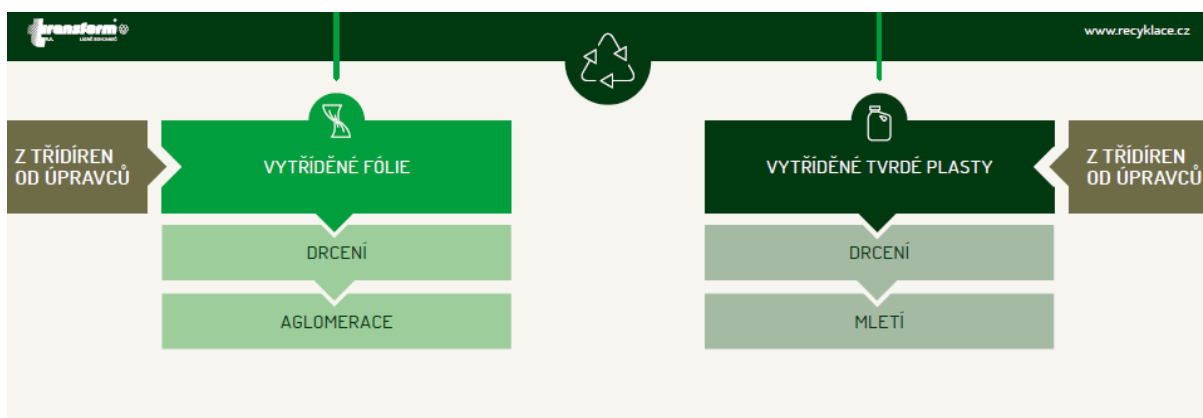 transform
www.recyklace.cz
Z TŘÍDÍREN
OD ÚPRAVCŮ
VYTŘÍDĚNÉ FÓLIE
DRCENÍ
AGLOMERACE
VYTŘÍDĚNÉ TVRDÉ PLASTY
DRCENÍ
MLETÍ
Z TŘÍDÍREN
OD ÚPRAVCŮ